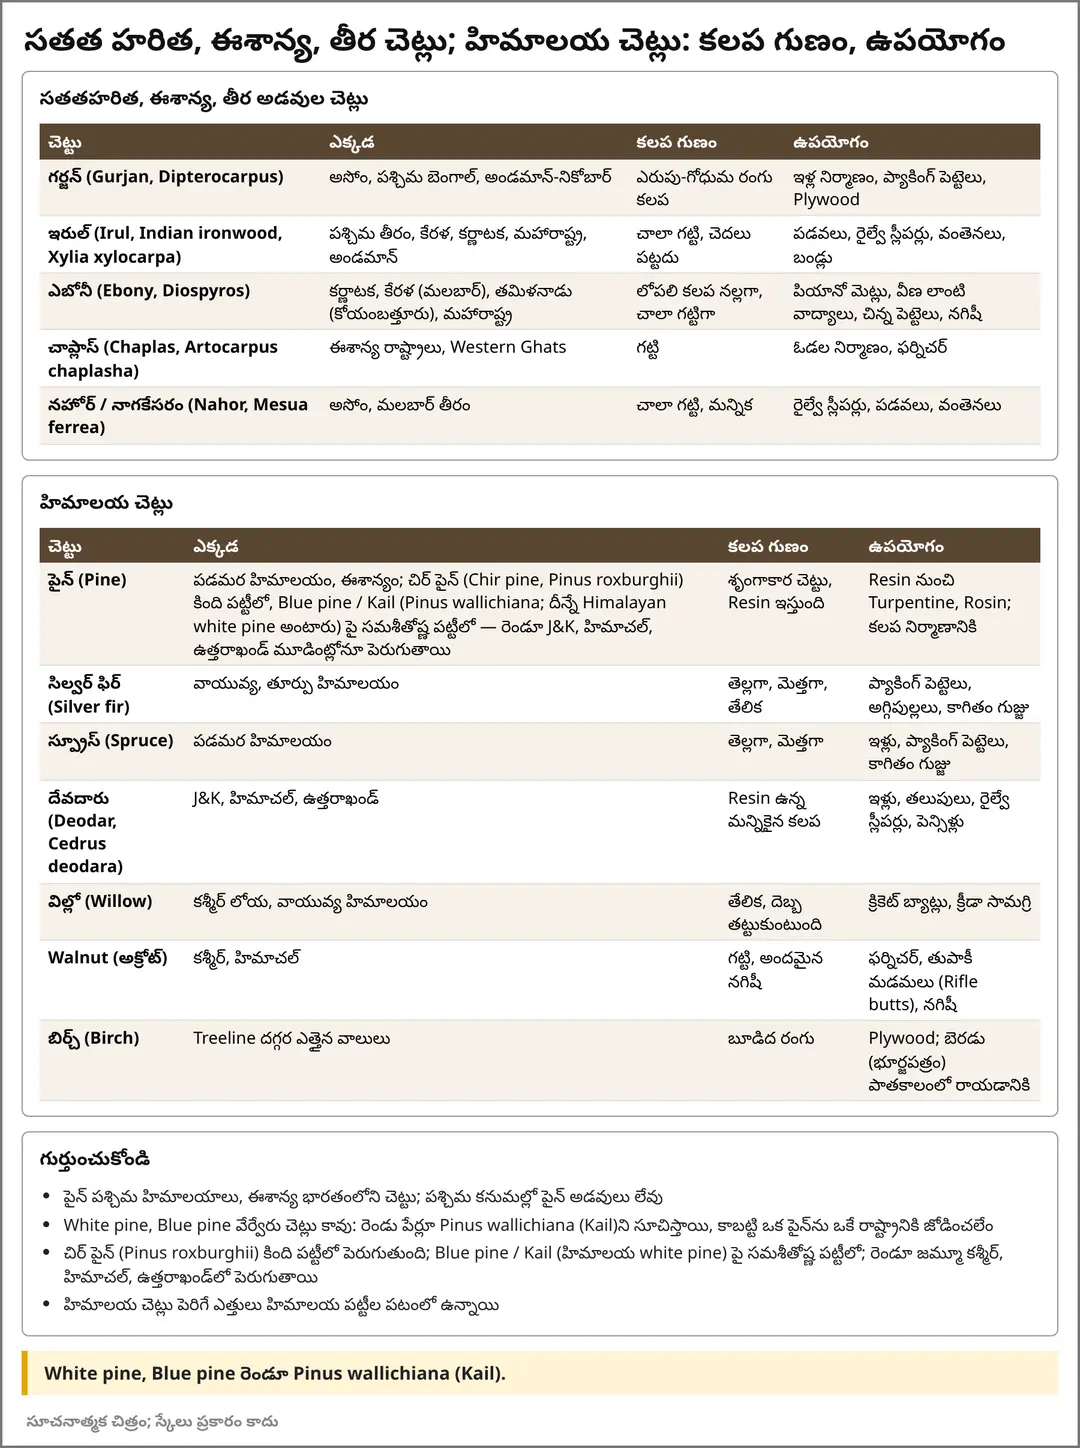 సతత హరిత, ఈశాన్య, తీర చెట్లు; హిమాలయ చెట్లు: కలప గుణం, ఉపయోగం
సతతహరిత, ఈశాన్య, తీర అడవుల చెట్లు
చెట్టు ఎక్కడ కలప గుణం ఉపయోగం
గర్జన్ (Gurjan, Dipterocarpus) అసోం, పశ్చిమ బెంగాల్, అండమాన్-నికోబార్ ఎరుపు-గోధుమ రంగు ఇళ్ల నిర్మాణం, ప్యాకింగ్ పెట్టెలు,
కలప Plywood
ఇరుల్ (Irul, Indian ironwood, పశ్చిమ తీరం, కేరళ, కర్ణాటక, మహారాష్ట్ర, చాలా గట్టి, చెదలు పడవలు, రైల్వే స్లీపర్లు, వంతెనలు,
Xylia xylocarpa) అండమాన్ పట్టదు బండ్లు
ఎబోనీ (Ebony, Diospyros) కర్ణాటక, కేరళ (మలబార్), తమిళనాడు లోపలి కలప నల్లగా, పియానో మెట్లు, వీణ లాంటి
(కోయంబత్తూరు), మహారాష్ట్ర చాలా గట్టిగా వాద్యాలు, చిన్న పెట్టెలు, నగిషీ
చాప్లాస్ (Chaplas, Artocarpus ఈశాన్య రాష్ట్రాలు, Western Ghats గట్టి ఓడల నిర్మాణం, ఫర్నిచర్
chaplasha)
నహోర్ / నాగకేసరం (Nahor, Mesua అసోం, మలబార్ తీరం చాలా గట్టి, మన్నిక రైల్వే స్లీపర్లు, పడవలు, వంతెనలు
ferrea)
హిమాలయ చెట్లు
చెట్టు ఎక్కడ కలప గుణం ఉపయోగం
పైన్ (Pine) పడమర హిమాలయం, ఈశాన్యం; చిర్ పైన్ (Chir pine, Pinus roxburghii) శృంగాకార చెట్టు, Resin నుంచి
కింది పట్టీలో, Blue pine / Kail (Pinus wallichiana; దీన్నే Himalayan Resin ఇస్తుంది Turpentine, Rosin;
white pine అంటారు) పై సమశీతోష్ణ పట్టీలో — రెండూ J&K, హిమాచల్, కలప నిర్మాణానికి
ఉత్తరాఖండ్ మూడింట్లోనూ పెరుగుతాయి
సిల్వర్ ఫిర్ వాయువ్య, తూర్పు హిమాలయం తెల్లగా, మెత్తగా, ప్యాకింగ్ పెట్టెలు,
(Silver fir) తేలిక అగ్గిపుల్లలు, కాగితం గుజ్జు
స్ప్రూస్ (Spruce) పడమర హిమాలయం తెల్లగా, మెత్తగా ఇళ్లు, ప్యాకింగ్ పెట్టెలు,
కాగితం గుజ్జు
దేవదారు J&K, హిమాచల్, ఉత్తరాఖండ్ Resin ఉన్న ఇళ్లు, తలుపులు, రైల్వే
(Deodar, మన్నికైన కలప స్లీపర్లు, పెన్సిళ్లు
Cedrus
deodara)
విల్లో (Willow) కశ్మీర్ లోయ, వాయువ్య హిమాలయం తేలిక, దెబ్బ క్రికెట్ బ్యాట్లు, క్రీడా సామగ్రి
తట్టుకుంటుంది
Walnut (అక్రోట్) కశ్మీర్, హిమాచల్ గట్టి, అందమైన ఫర్నిచర్, తుపాకీ
నగిషీ మడమలు (Rifle
butts), నగిషీ
బిర్చ్ (Birch) Treeline దగ్గర ఎత్తైన వాలులు బూడిద రంగు Plywood; బెరడు
(భూర్జపత్రం)
పాతకాలంలో రాయడానికి
గుర్తుంచుకోండి
• పైన్ పశ్చిమ హిమాలయాలు, ఈశాన్య భారతంలోని చెట్టు; పశ్చిమ కనుమల్లో పైన్ అడవులు లేవు
• White pine, Blue pine వేర్వేరు చెట్లు కావు: రెండు పేర్లూ Pinus wallichiana (Kail)ని సూచిస్తాయి, కాబట్టి ఒక పైన్‌ను ఒకే రాష్ట్రానికి జోడించలేం
• చిర్ పైన్ (Pinus roxburghii) కింది పట్టీలో పెరుగుతుంది; Blue pine / Kail (హిమాలయ white pine) పై సమశీతోష్ణ పట్టీలో; రెండూ జమ్మూ కశ్మీర్,
హిమాచల్, ఉత్తరాఖండ్‌లో పెరుగుతాయి
• హిమాలయ చెట్లు పెరిగే ఎత్తులు హిమాలయ పట్టీల పటంలో ఉన్నాయి
White pine, Blue pine రెండూ Pinus wallichiana (Kail).
సూచనాత్మక చిత్రం; స్కేలు ప్రకారం కాదు